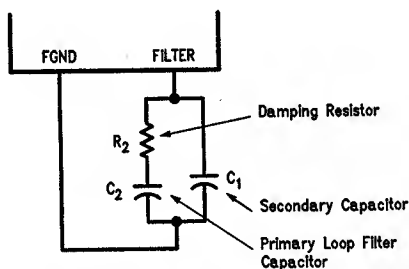 FGND FILTER
Damping Resistor
R2
C2
C1
Secondary Capacitor
Primary Loop Filter
Capacitor